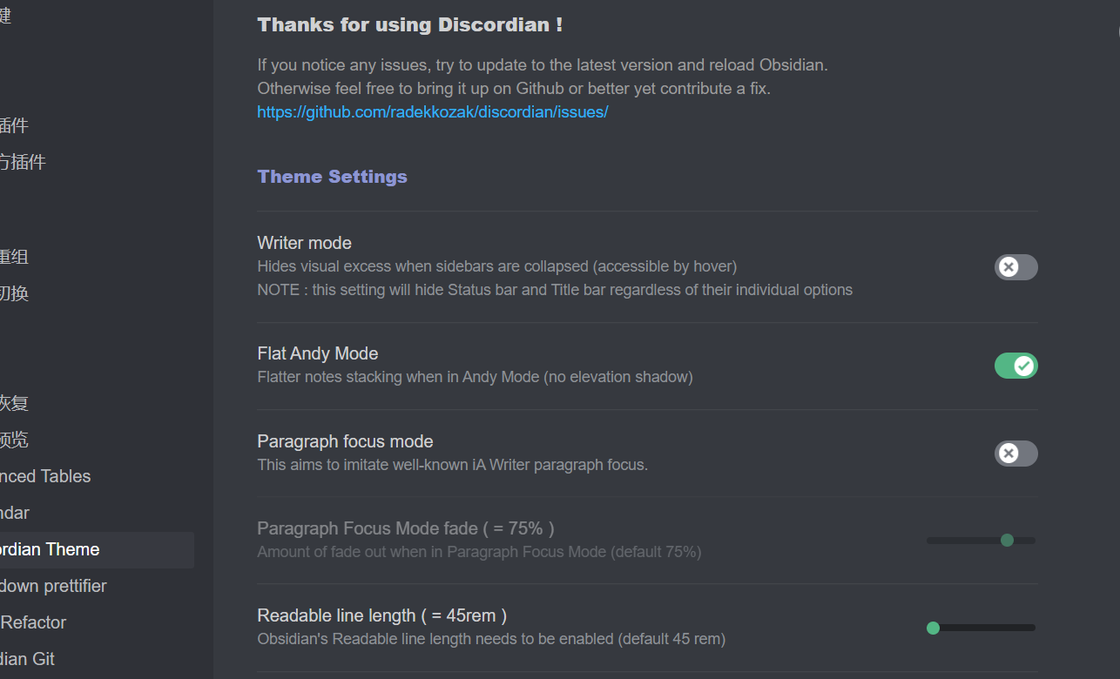 键
插件
方插件
重组
切换
恢复
预览
nced Tables
ndar
ordian Theme
down prettifier
Refactor
dian Git
Thanks for using Discordian !
If you notice any issues, try to update to the latest version and reload Obsidian.
Otherwise feel free to bring it up on Github or better yet contribute a fix.
https://github.com/radekkozak/discordian/issues/
Theme Settings
Writer mode
Hides visual excess when sidebars are collapsed (accessible by hover)
NOTE : this setting will hide Status bar and Title bar regardless of their individual options
Flat Andy Mode
Flatter notes stacking when in Andy Mode (no elevation shadow)
Paragraph focus mode
This aims to imitate well-known iA Writer paragraph focus.
Paragraph Focus Mode fade ( = 75% )
Amount of fade out when in Paragraph Focus Mode (default 75%)
Readable line length ( = 45rem )
Obsidian's Readable line length needs to be enabled (default 45 rem)